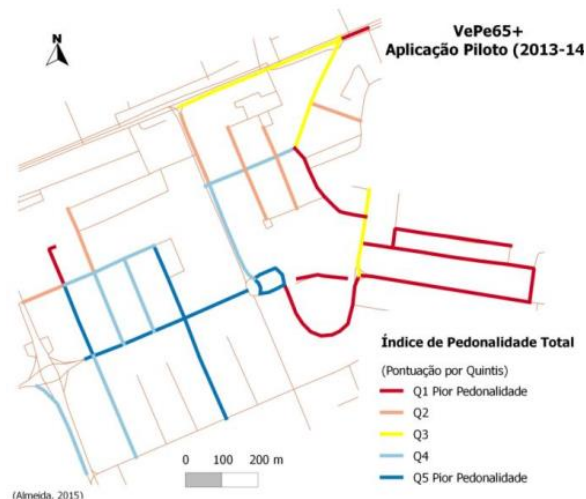 VePe65+
Aplicação Piloto (2013-14
N
Índice de Pedonalidade Total
(Pontuação por Quintis)
Q1 Pior Pedonalidade
Q2
Q3
Q4
Q5 Pior Pedonalidade
0 100 200 m
(Almeida, 2015)